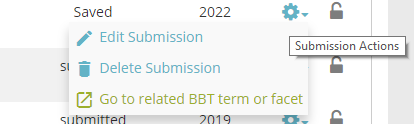 Saved 2022
Edit Submission
Submission Actions
Delete Submission
Go to related BBT term or facet
submitted 2019